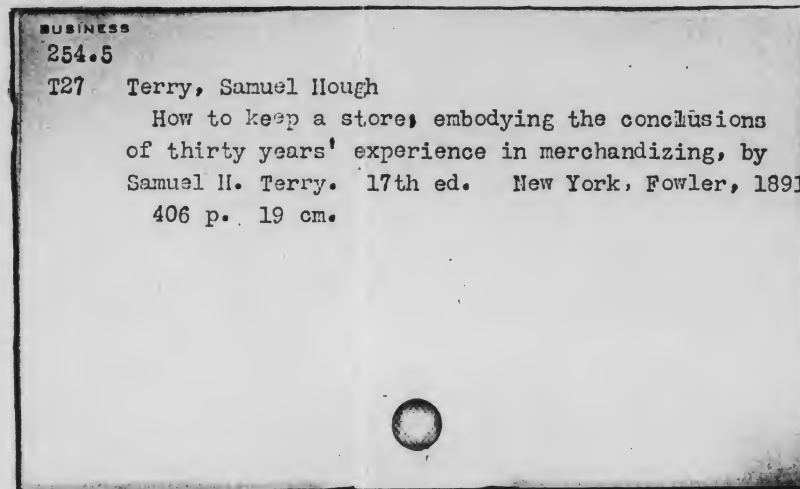 BUSINESS
254.5
T27 Terry, Samuel Hough
How to keep a store, embodying the conclusions
of thirty years' experience in merchandizing, by
Samuel H. Terry. 17th ed. New York, Fowler, 1891
406 p. 19 cm.